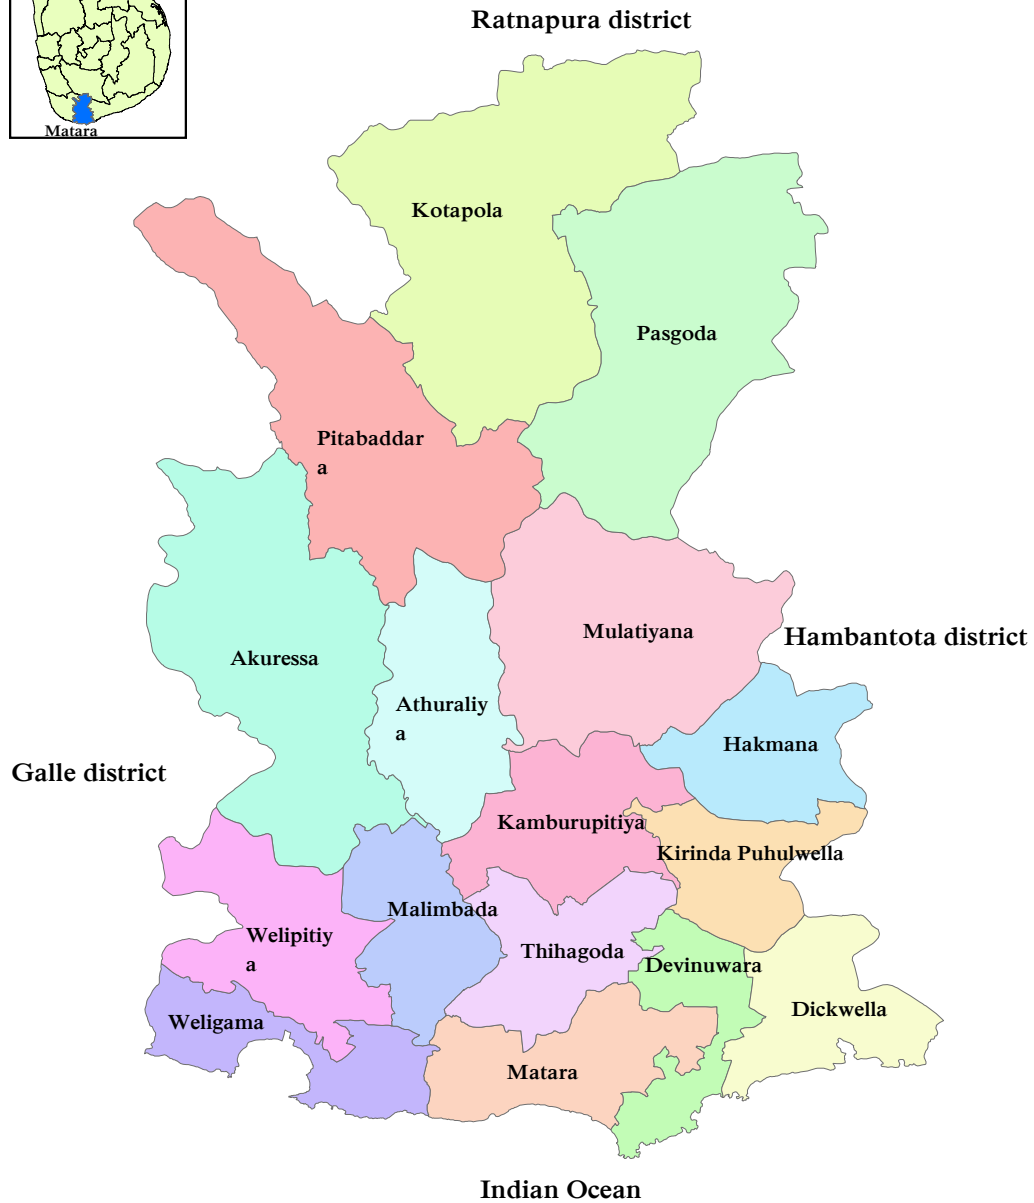 Ratnapura district
Matara
Kotapola
Pasgoda
Pitabaddar
a
Mulatiyana
Hambantota district
Akuressa
Athuraliy
a
Hakmana
Galle district
Kamburupitiya
Kirinda Puhulwella
Malimbada
Welipitiy
a
Thihagoda
Devinuwara
Dickwella
Weligama
Matara
Indian Ocean